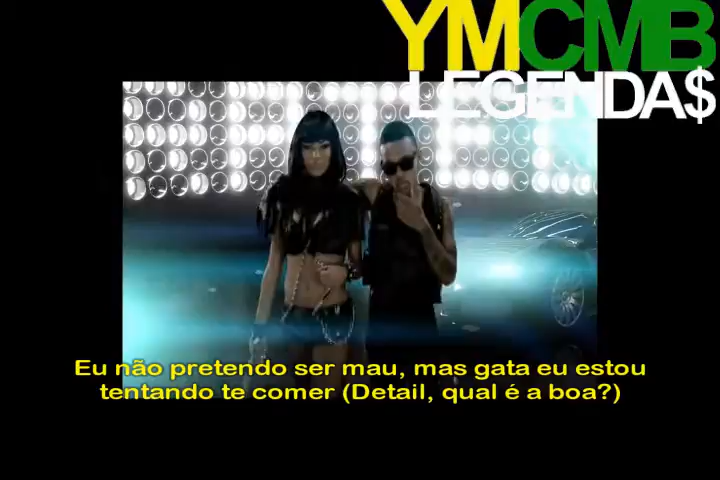 YMCMB
LEGENDA$
Eu não pretendo ser mau, mas gata eu estou
tentando te comer (Detail, qual é a boa?)